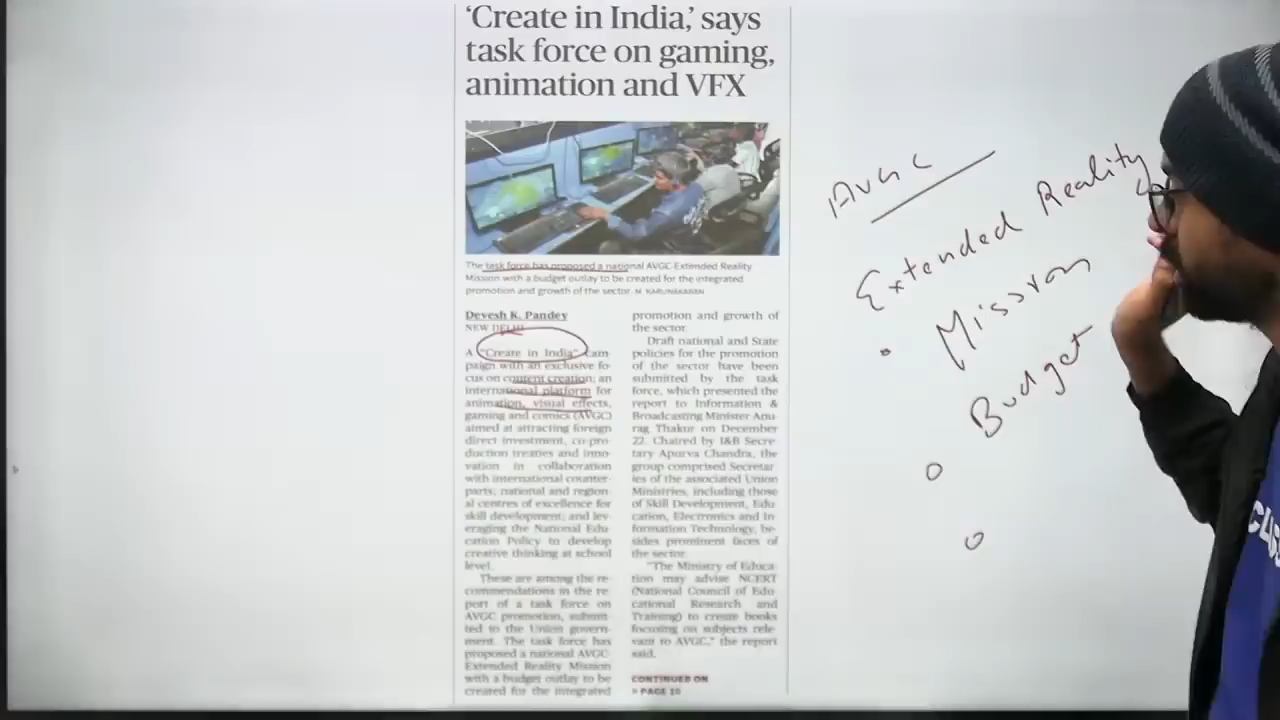 ‘Create in India,’ says
task force on gaming,
animation and VFX
The task force has proposed a national AVGC-Extended Reality
Mission with a budget outlay to be created for the integrated
promotion and growth of the sector. M. KARUNAKARAN
Devesh K. Pandey
NEW DELHI
A “Create in India” cam-
paign with an exclusive fo-
cus on content creation; an
international platform for
animation, visual effects,
gaming and comics (AVGC)
aimed at attracting foreign
direct investment, co-pro-
duction treaties and inno-
vation in collaboration
with international counter-
parts; national and region-
al centres of excellence for
skill development; and lev-
eraging the National Edu-
cation Policy to develop
creative thinking at school
level.
These are among the re-
commendations in the re-
port of a task force on
AVGC promotion, submit-
ted to the Union govern-
ment. The task force has
proposed a national AVGC-
Extended Reality Mission
with a budget outlay to be
created for the integrated
promotion and growth of
the sector.
Draft national and State
policies for the promotion
of the sector have been
submitted by the task
force, which presented the
report to Information &
Broadcasting Minister Anu-
rag Thakur on December
22. Chaired by I&B Secre-
tary Apurva Chandra, the
group comprised Secretar-
ies of the associated Union
Ministries, including those
of Skill Development, Edu-
cation, Electronics and In-
formation Technology, be-
sides prominent faces of
the sector.
“The Ministry of Educa-
tion may advise NCERT
(National Council of Edu-
cational Research and
Training) to create books
focusing on subjects rele-
vant to AVGC,” the report
said.
CONTINUED ON
» PAGE 10
AVGC
Extended Reality
Mission
Budget